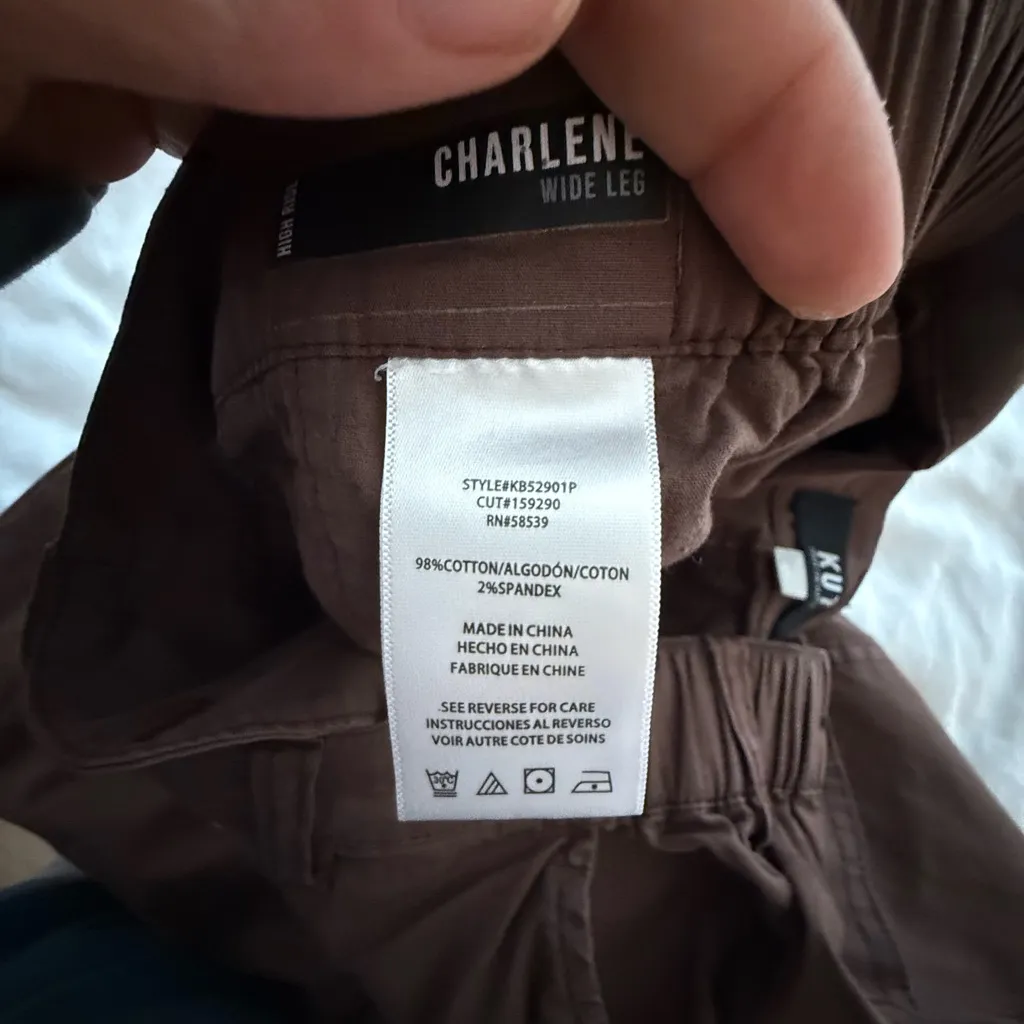 CHARLENE
WIDE LEG
HIGH RISE
STYLE#KB52901P
CUT#159290
RN#58539
98%COTTON/ALGODÓN/COTON
2%SPANDEX
MADE IN CHINA
HECHO EN CHINA
FABRIQUE EN CHINE
SEE REVERSE FOR CARE
INSTRUCCIONES AL REVERSO
VOIR AUTRE COTE DE SOINS
30°C
KU